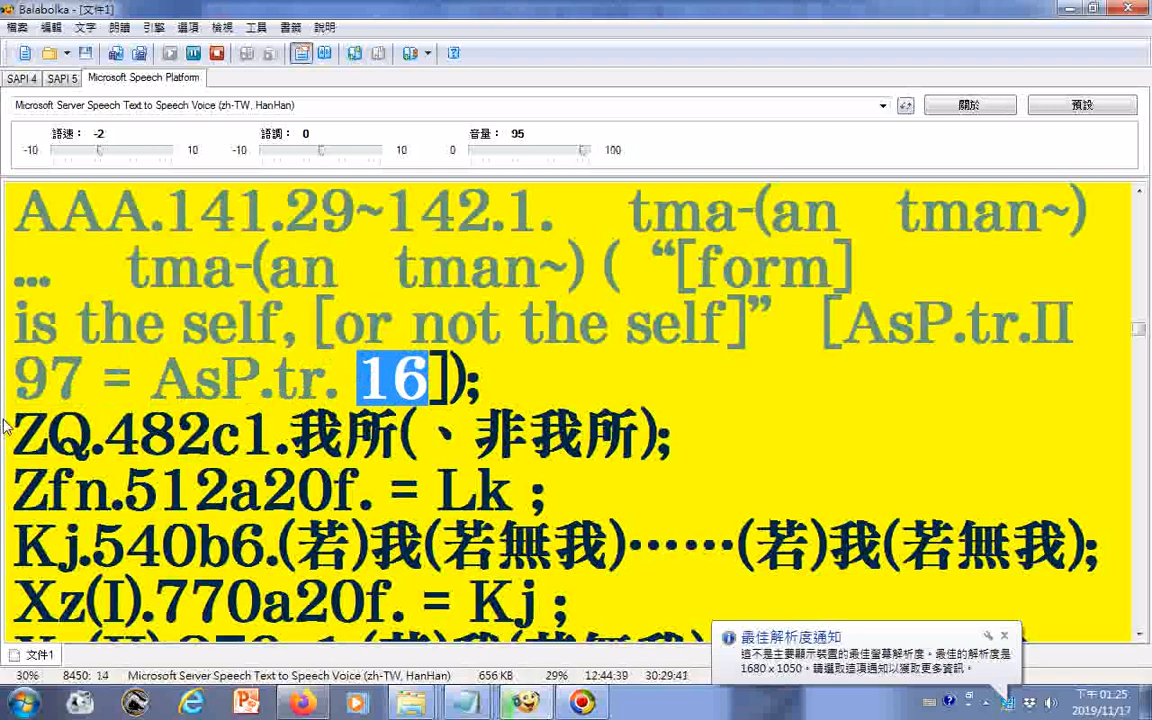 Balabolka - [文件1]
檔案 編輯 文字 朗讀 引擎 選項 檢視 工具 書籤 說明
SAPI 4 SAPI 5 Microsoft Speech Platform
Microsoft Server Speech Text to Speech Voice (zh-TW, HanHan) 關於 預設
語速： -2 語調： 0 音量： 95
-10 10 -10 10 0 100
AAA.141.29~142.1. tma-(an tman~)
... tma-(an tman~) ( “[form]
is the self, [or not the self]” [AsP.tr.II
97 = AsP.tr. 16]);
ZQ.482c1.我所(、非我所);
Zfn.512a20f. = Lk ;
Kj.540b6.(若)我(若無我)……(若)我(若無我);
Xz(I).770a20f. = Kj ;
最佳解析度通知
這不是主要顯示裝置的最佳螢幕解析度。最佳的解析度是
1680 x 1050。請選取這項通知以獲取更多資訊。
文件1
30% 8450: 14 Microsoft Server Speech Text to Speech Voice (zh-TW, HanHan) 656 KB 29% 12:44:39 30:29:41
下午 01:25
2019/11/17